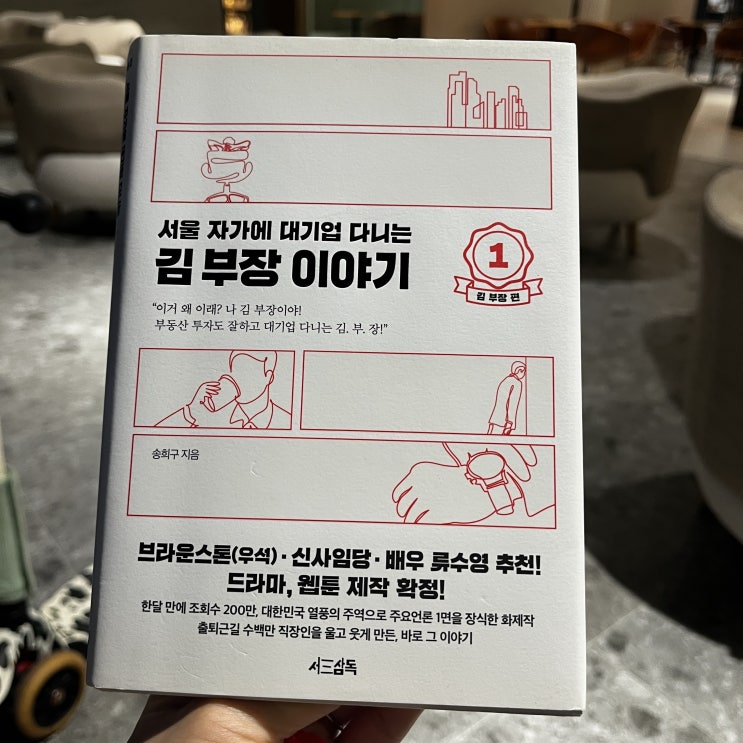 서울 자가에 대기업 다니는
김 부장 이야기
1
김 부장 편
“이거 왜 이래? 나 김 부장이야!
부동산 투자도 잘하고 대기업 다니는 김. 부. 장!”
송희구 지음
브라운스톤(우석)·신사임당·배우 류수영 추천!
드라마, 웹툰 제작 확정!
한달 만에 조회수 200만, 대한민국 열풍의 주역으로 주요언론 1면을 장식한 화제작
출퇴근길 수백만 직장인을 울고 웃게 만든, 바로 그 이야기
서삼독